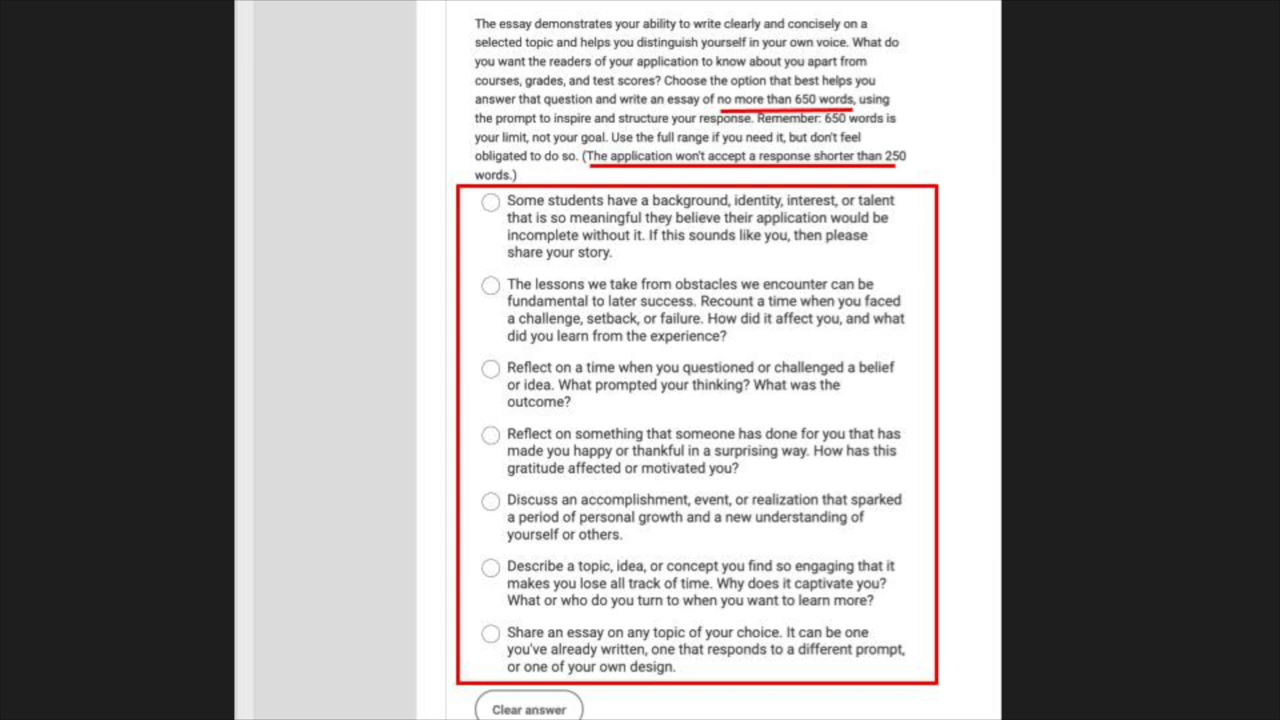 The essay demonstrates your ability to write clearly and concisely on a
selected topic and helps you distinguish yourself in your own voice. What do
you want the readers of your application to know about you apart from
courses, grades, and test scores? Choose the option that best helps you
answer that question and write an essay of no more than 650 words, using
the prompt to inspire and structure your response. Remember: 650 words is
your limit, not your goal. Use the full range if you need it, but don't feel
obligated to do so. (The application won't accept a response shorter than 250
words.)
Some students have a background, identity, interest, or talent
that is so meaningful they believe their application would be
incomplete without it. If this sounds like you, then please
share your story.
The lessons we take from obstacles we encounter can be
fundamental to later success. Recount a time when you faced
a challenge, setback, or failure. How did it affect you, and what
did you learn from the experience?
Reflect on a time when you questioned or challenged a belief
or idea. What prompted your thinking? What was the
outcome?
Reflect on something that someone has done for you that has
made you happy or thankful in a surprising way. How has this
gratitude affected or motivated you?
Discuss an accomplishment, event, or realization that sparked
a period of personal growth and a new understanding of
yourself or others.
Describe a topic, idea, or concept you find so engaging that it
makes you lose all track of time. Why does it captivate you?
What or who do you turn to when you want to learn more?
Share an essay on any topic of your choice. It can be one
you've already written, one that responds to a different prompt,
or one of your own design.
Clear answer